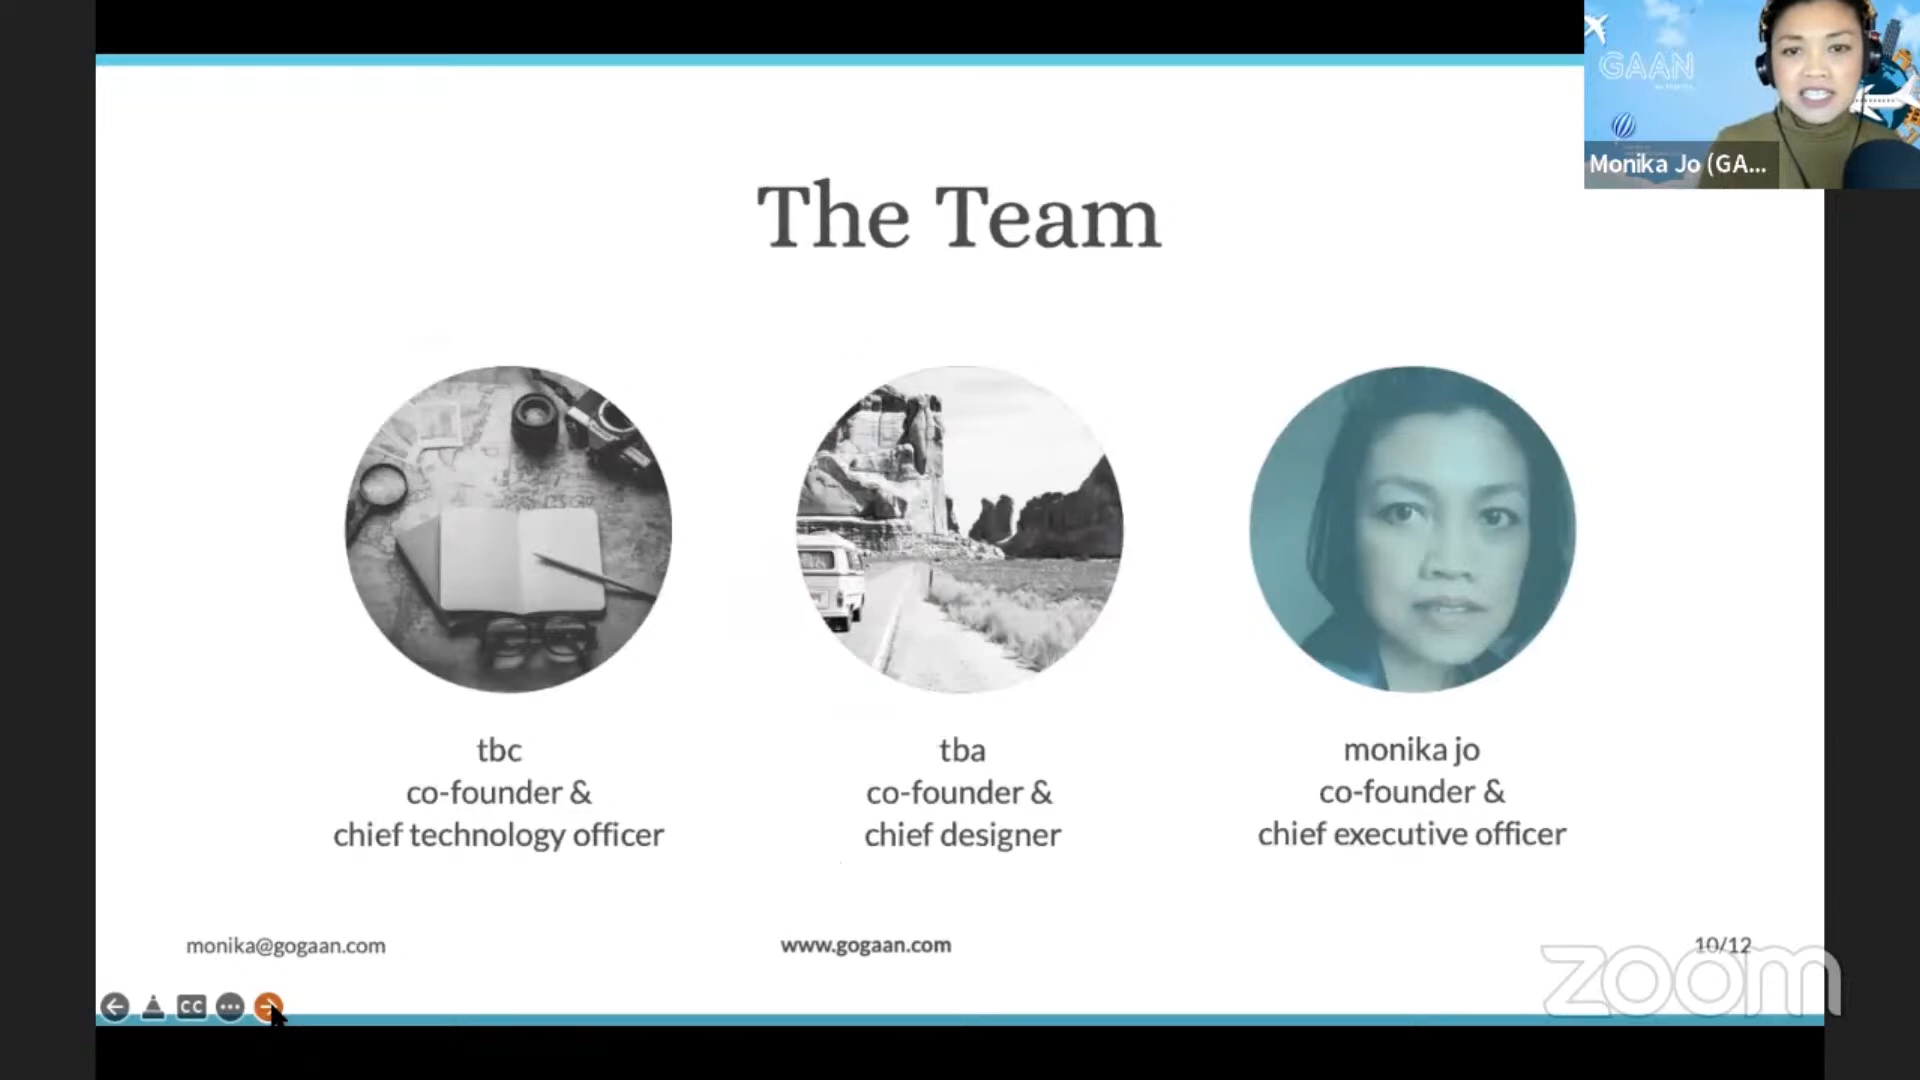 GAAN
Monika Jo (GA...
The Team
tbc
co-founder &
chief technology officer
tba
co-founder &
chief designer
monika jo
co-founder &
chief executive officer
monika@gogaan.com
www.gogaan.com
10/12
zoom
CC